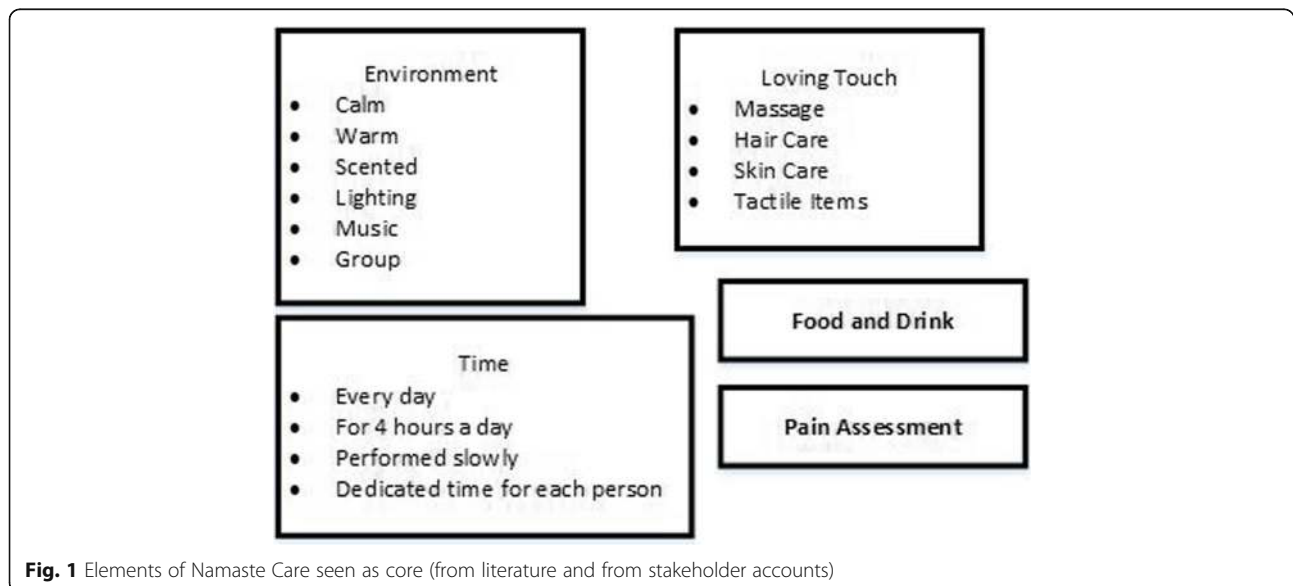 Environment
• Calm
• Warm
• Scented
• Lighting
• Music
• Group
Loving Touch
• Massage
• Hair Care
• Skin Care
• Tactile Items
Time
• Every day
• For 4 hours a day
• Performed slowly
• Dedicated time for each person
Food and Drink
Pain Assessment
Fig. 1 Elements of Namaste Care seen as core (from literature and from stakeholder accounts)